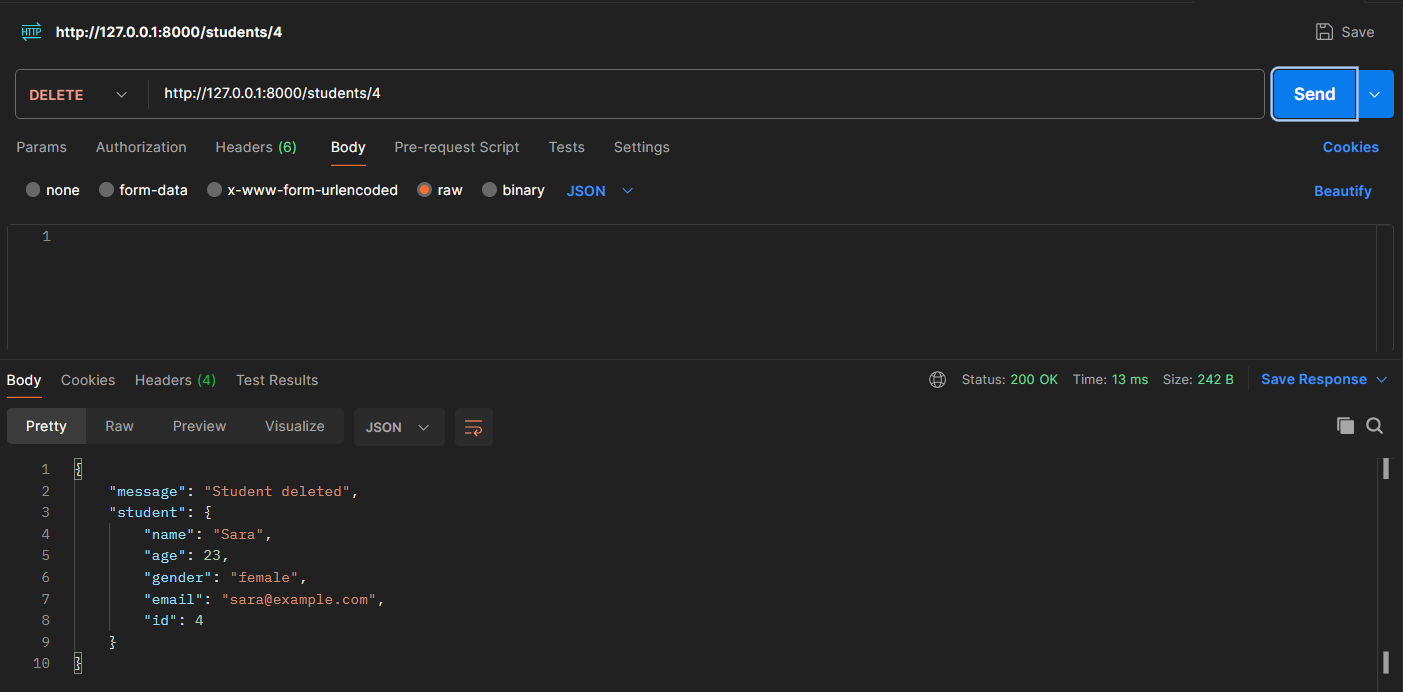 HTTP http://127.0.0.1:8000/students/4 Save
DELETE http://127.0.0.1:8000/students/4 Send
Params Authorization Headers (6) Body Pre-request Script Tests Settings Cookies
none form-data x-www-form-urlencoded raw binary JSON Beautify
1
Body Cookies Headers (4) Test Results Status: 200 OK Time: 13 ms Size: 242 B Save Response
Pretty Raw Preview Visualize JSON
1 {
2 "message": "Student deleted",
3 "student": {
4 "name": "Sara",
5 "age": 23,
6 "gender": "female",
7 "email": "sara@example.com",
8 "id": 4
9 }
10 }